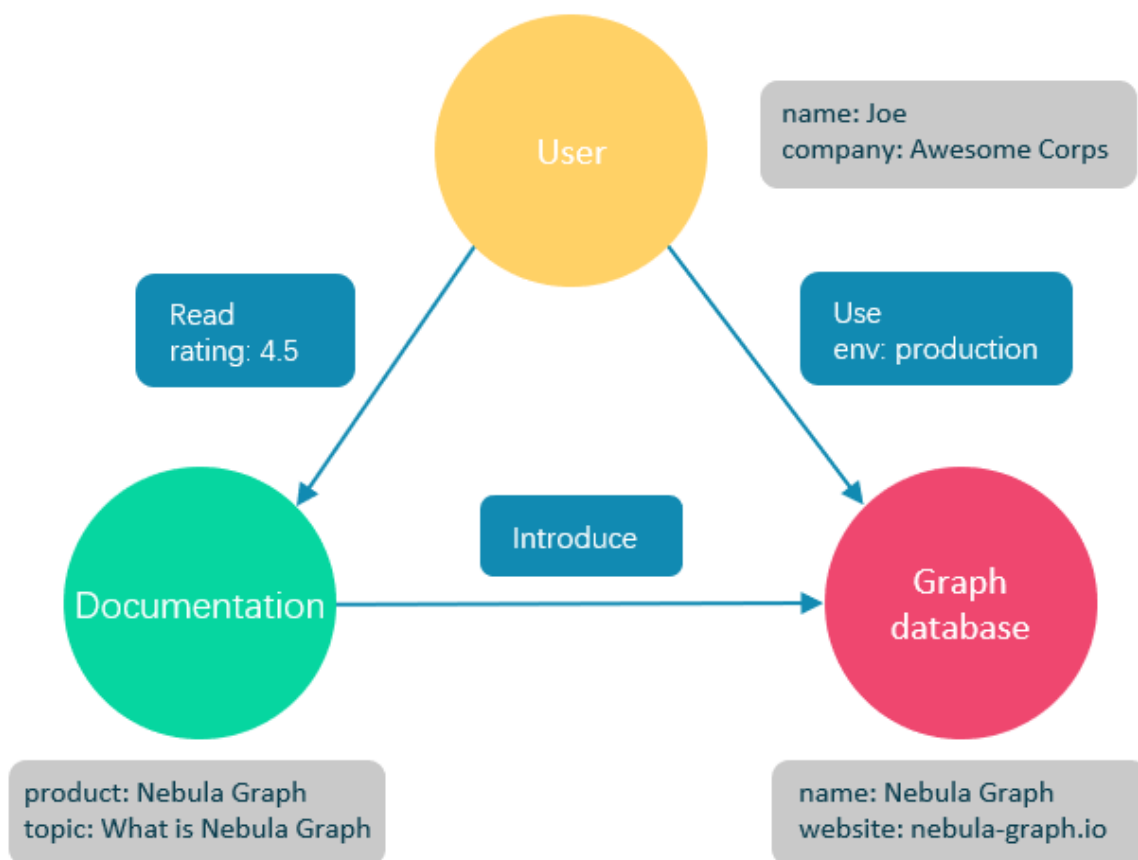 User
name: Joe
company: Awesome Corps
Read
rating: 4.5
Use
env: production
Introduce
Documentation
Graph
database
product: Nebula Graph
topic: What is Nebula Graph
name: Nebula Graph
website: nebula-graph.io